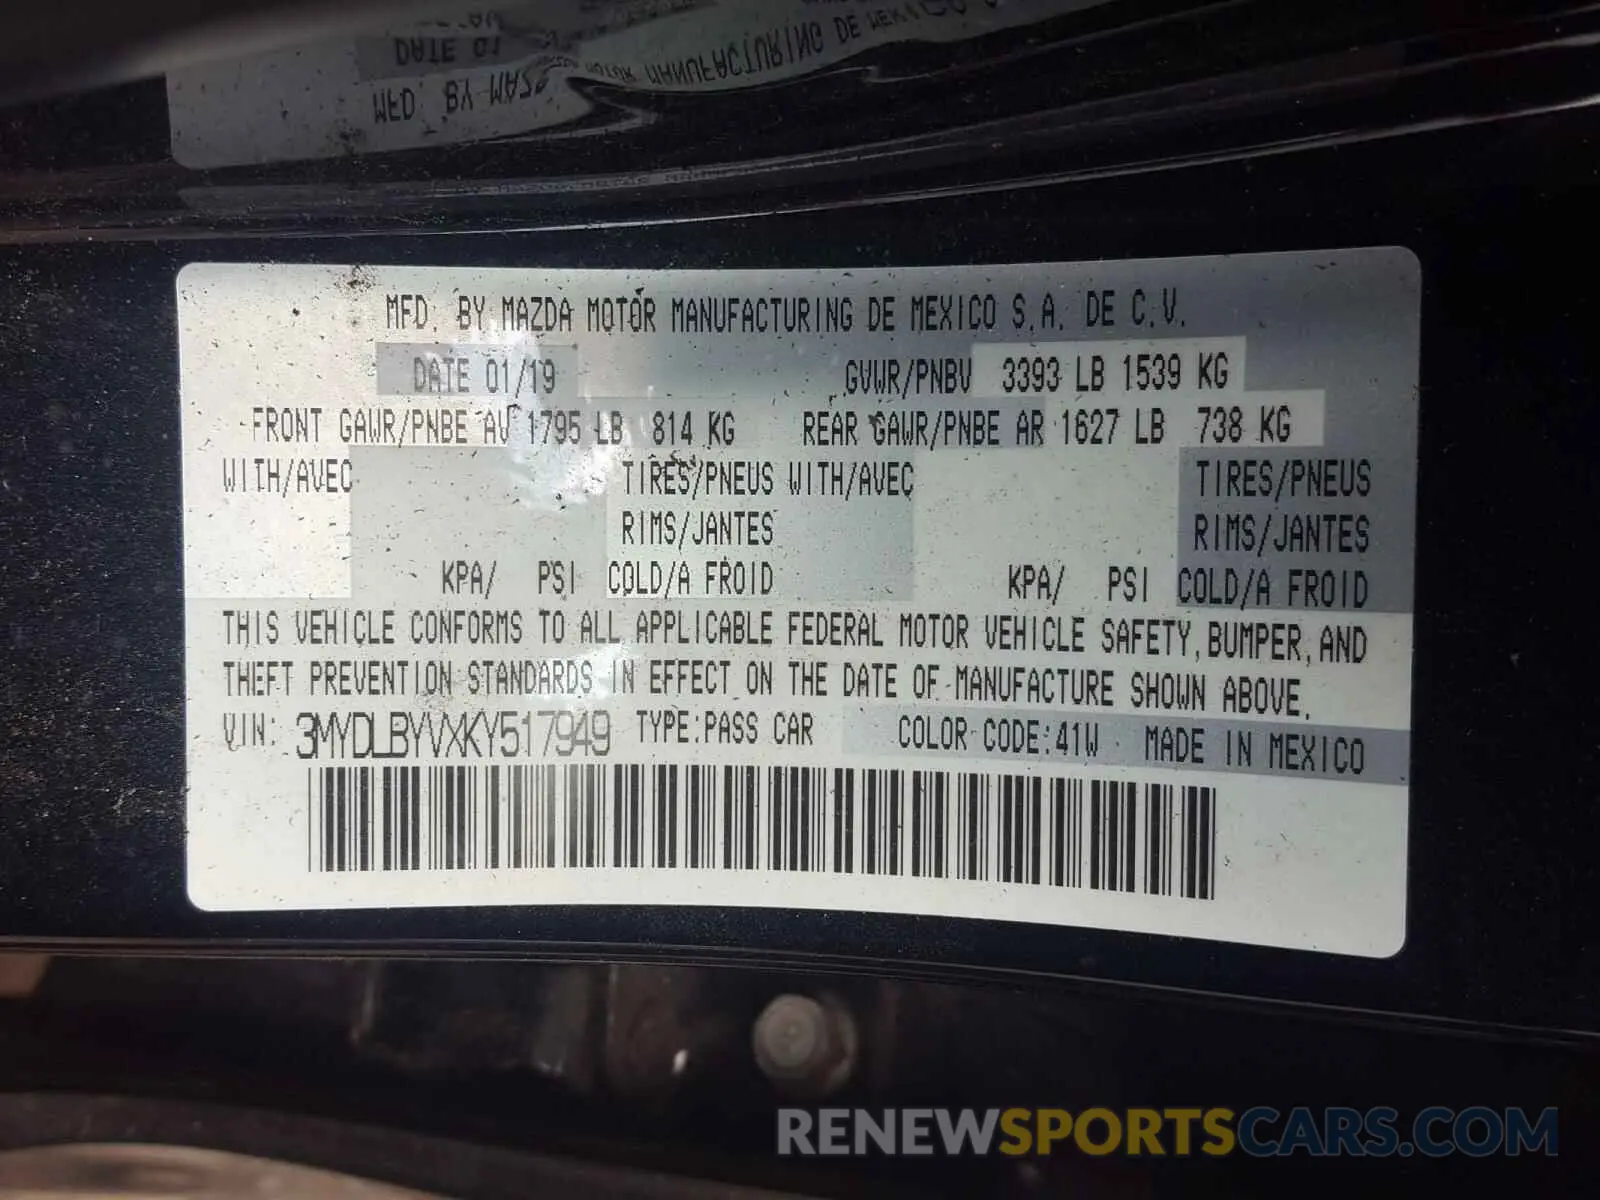 MFD. BY MAZDA MOTOR MANUFACTURING DE MEXICO S.A. DE C.V.
DATE 01/19 GVWR/PNBV 3393 LB 1539 KG
FRONT GAWR/PNBE AV 1795 LB 814 KG REAR GAWR/PNBE AR 1627 LB 738 KG
WITH/AVEC TIRES/PNEUS WITH/AVEC TIRES/PNEUS
RIMS/JANTES RIMS/JANTES
KPA/ PSI COLD/A FROID KPA/ PSI COLD/A FROID
THIS VEHICLE CONFORMS TO ALL APPLICABLE FEDERAL MOTOR VEHICLE SAFETY, BUMPER, AND
THEFT PREVENTION STANDARDS IN EFFECT ON THE DATE OF MANUFACTURE SHOWN ABOVE.
VIN: 3MYDLBYVXKY517949 TYPE:PASS CAR COLOR CODE:41W MADE IN MEXICO
RENEWSPORTSCARS.COM